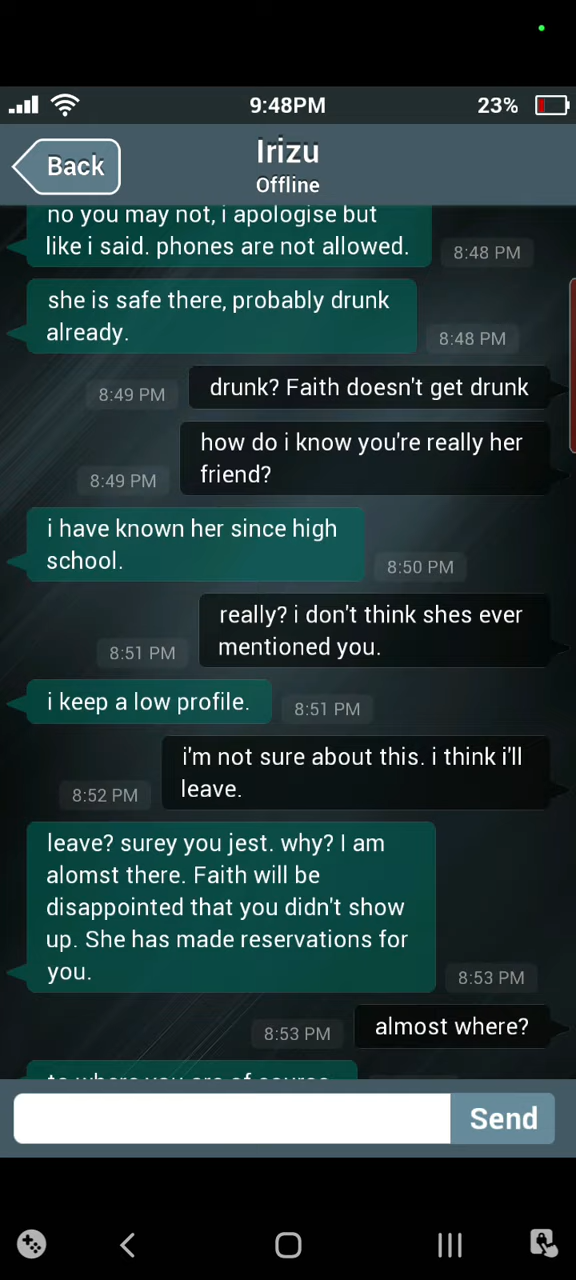 9:48PM
23%
Back
Irizu
Offline
no you may not, i apologise but
like i said. phones are not allowed.
8:48 PM
she is safe there, probably drunk
already.
8:48 PM
drunk? Faith doesn't get drunk
8:49 PM
how do i know you're really her
friend?
8:49 PM
i have known her since high
school.
8:50 PM
really? i don't think shes ever
mentioned you.
8:51 PM
i keep a low profile.
8:51 PM
i'm not sure about this. i think i'll
leave.
8:52 PM
leave? surey you jest. why? I am
alomst there. Faith will be
disappointed that you didn't show
up. She has made reservations for
you.
8:53 PM
almost where?
8:53 PM
to where you are of course
Send